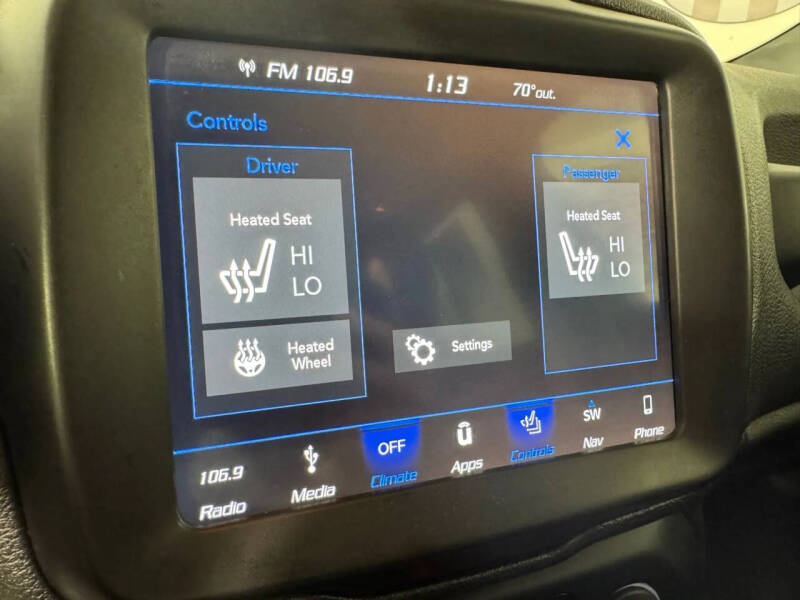 FM 106.9 1:13 70° out.
Controls
X
Driver
Passenger
Heated Seat
HI
LO
Heated Seat
HI
LO
Heated
Wheel
Settings
106.9
Radio
Media
OFF
Climate
u
Apps
Controls
SW
Nav
Phone